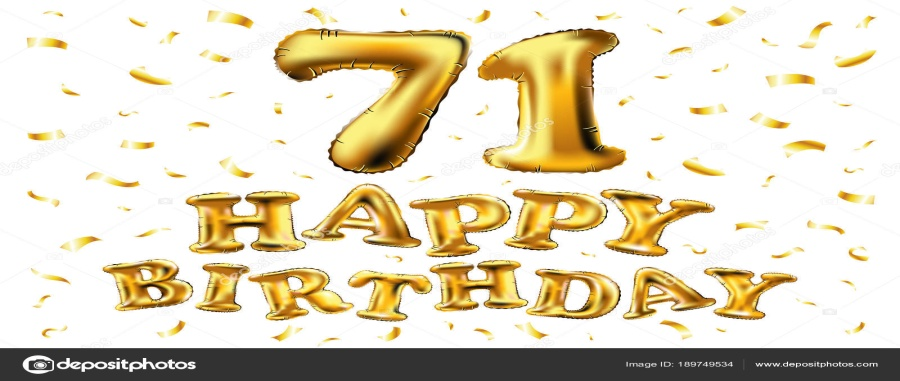 71
HAPPY
BIRTHDAY
depositphotos
Image ID: 189749534 | www.depositphotos.com